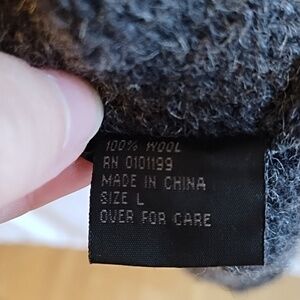 100% WOOL
RN 0101199
MADE IN CHINA
SIZE L
OVER FOR CARE